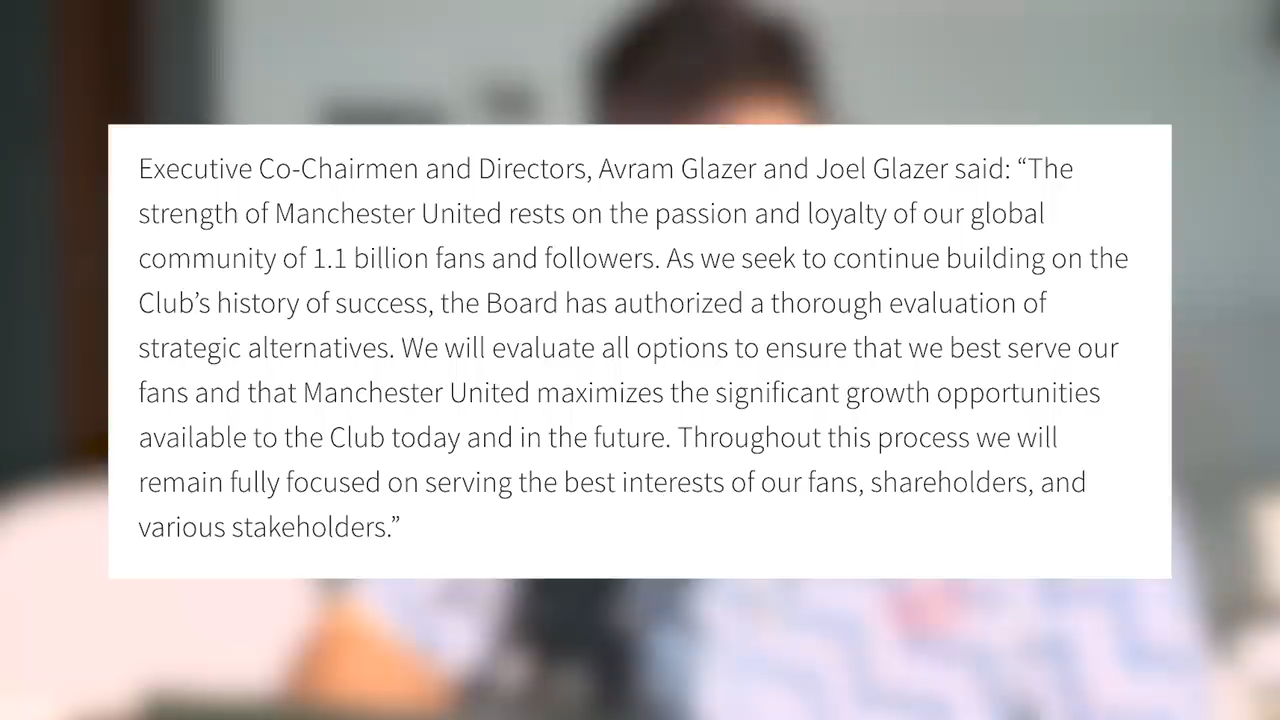 Executive Co-Chairmen and Directors, Avram Glazer and Joel Glazer said: “The
strength of Manchester United rests on the passion and loyalty of our global
community of 1.1 billion fans and followers. As we seek to continue building on the
Club’s history of success, the Board has authorized a thorough evaluation of
strategic alternatives. We will evaluate all options to ensure that we best serve our
fans and that Manchester United maximizes the significant growth opportunities
available to the Club today and in the future. Throughout this process we will
remain fully focused on serving the best interests of our fans, shareholders, and
various stakeholders.”